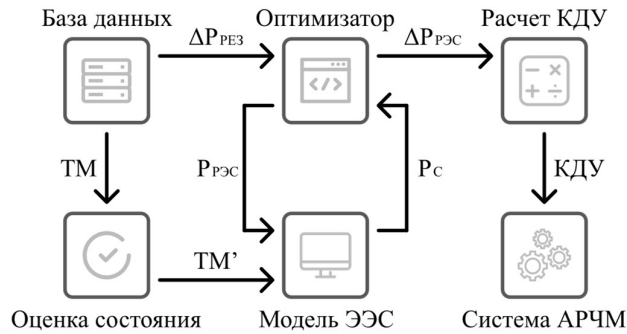 База данных
Оптимизатор
Расчет КДУ
ΔPРЕЗ
ΔPРЭС
</>
ТМ
PРЭС
PС
КДУ
ТМ’
Оценка состояния
Модель ЭЭС
Система АРЧМ